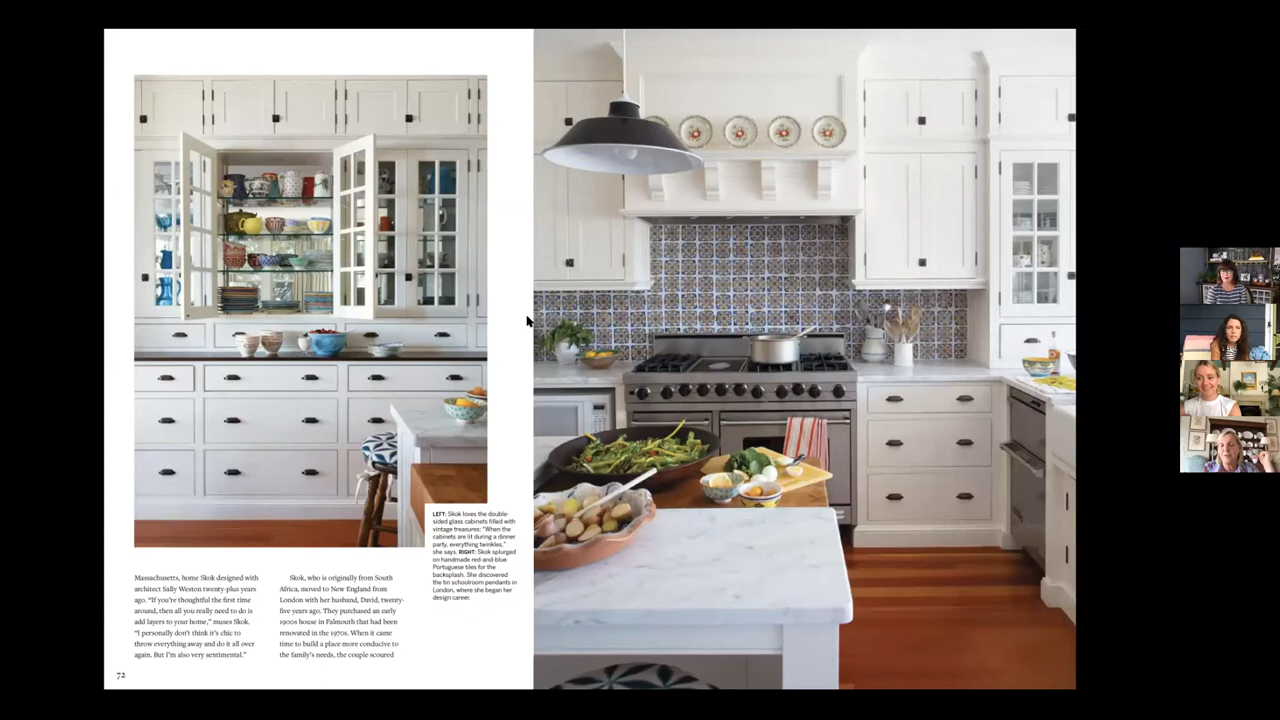 LEFT: Skok loves the double-
sided glass cabinets filled with
vintage treasures: “When the
cabinets are lit during a dinner
party, everything twinkles,”
she says. RIGHT: Skok splurged
on handmade red-and-blue
Portuguese tiles for the
backsplash. She discovered
the tin schoolroom pendants in
London, where she began her
design career.
Massachusetts, home Skok designed with
architect Sally Weston twenty-plus years
ago. “If you’re thoughtful the first time
around, then all you really need to do is
add layers to your home,” muses Skok.
“I personally don’t think it’s chic to
throw everything away and do it all over
again. But I’m also very sentimental.”
Skok, who is originally from South
Africa, moved to New England from
London with her husband, David, twenty-
five years ago. They purchased an early
1900s house in Falmouth that had been
renovated in the 1970s. When it came
time to build a place more conducive to
the family’s needs, the couple scoured
72